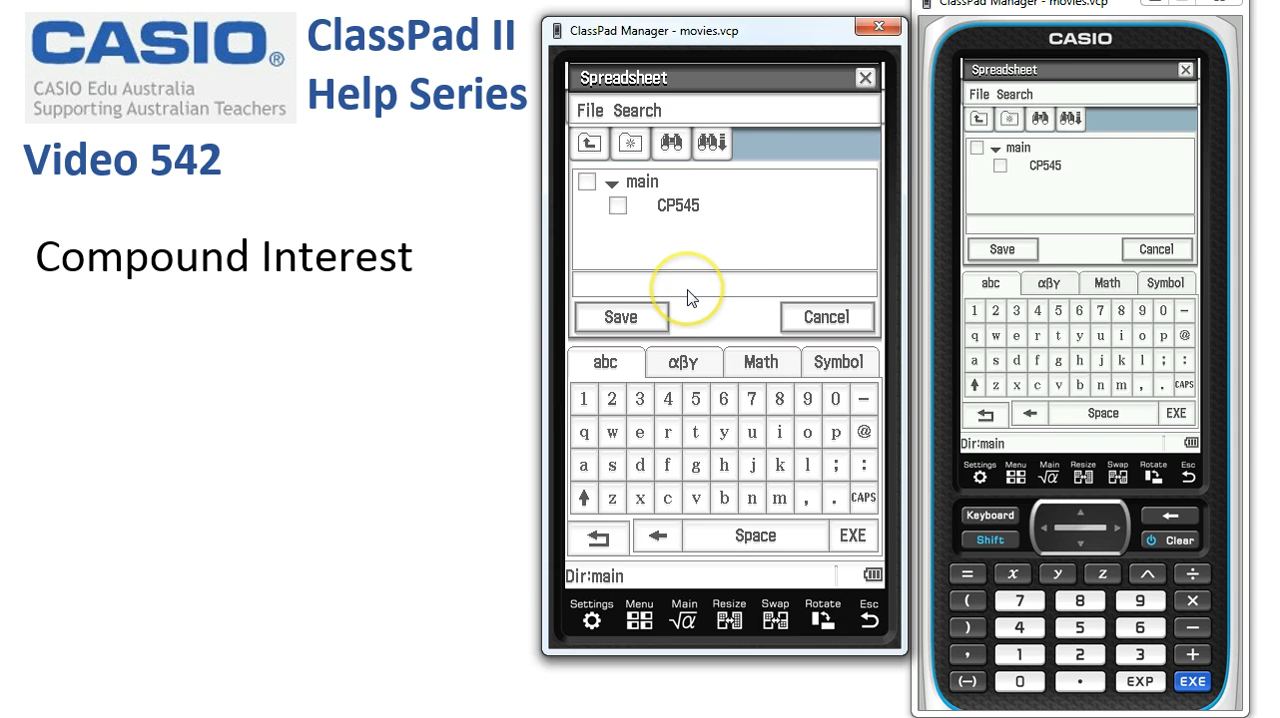 CASIO®
CASIO Edu Australia
Supporting Australian Teachers
ClassPad II
Help Series
Video 542
Compound Interest
ClassPad Manager - movies.vcp
Spreadsheet
File Search
main
CP545
Save Cancel
abc αβγ Math Symbol
1 2 3 4 5 6 7 8 9 0 −
q w e r t y u i o p @
a s d f g h j k l ; :
z x c v b n m , . CAPS
Space EXE
Dir:main
Settings Menu Main Resize Swap Rotate Esc
√α
ClassPad Manager - movies.vcp
CASIO
Spreadsheet
File Search
main
CP545
Save Cancel
abc αβγ Math Symbol
1 2 3 4 5 6 7 8 9 0 −
q w e r t y u i o p @
a s d f g h j k l ; :
z x c v b n m , . CAPS
Space EXE
Dir:main
Settings Menu Main Resize Swap Rotate Esc
√α
Keyboard
Shift Clear
= x y z ^ ÷
( 7 8 9 ×
) 4 5 6 −
, 1 2 3 +
(−) 0 . EXP EXE